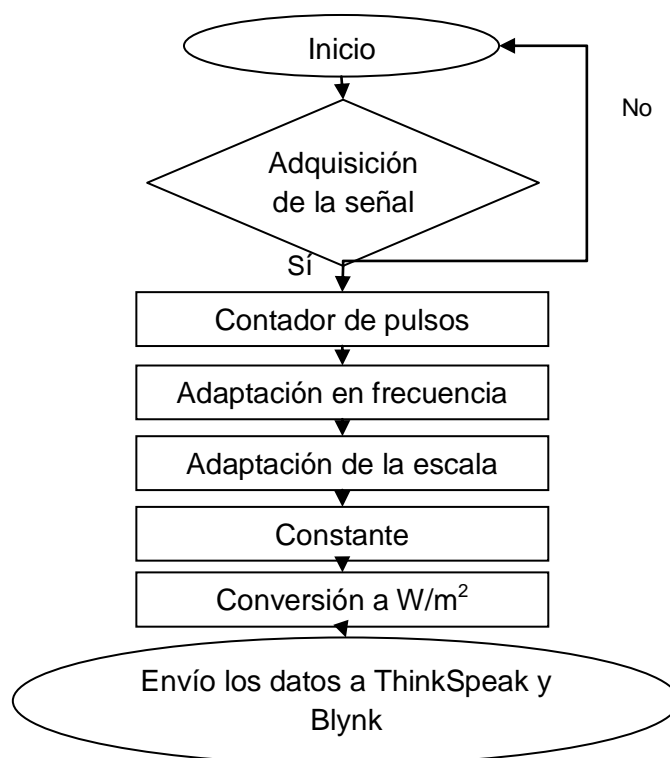 Inicio
No
Adquisición
de la señal
Sí
Contador de pulsos
Adaptación en frecuencia
Adaptación de la escala
Constante
Conversión a W/m²
Envío los datos a ThinkSpeak y
Blynk